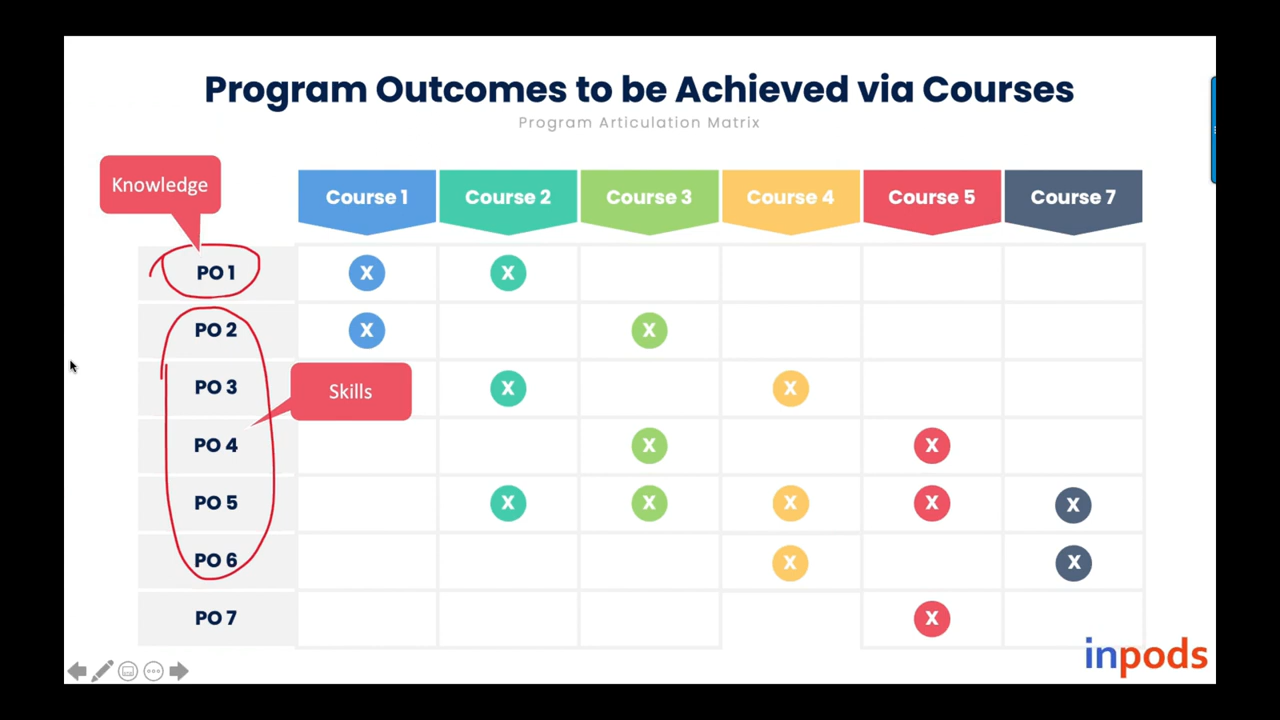 Program Outcomes to be Achieved via Courses
Program Articulation Matrix
Knowledge
Course 1 Course 2 Course 3 Course 4 Course 5 Course 7
PO 1 X X
PO 2 X X
PO 3 X X
Skills
PO 4 X X
PO 5 X X X X X
PO 6 X X
PO 7 X
inpods